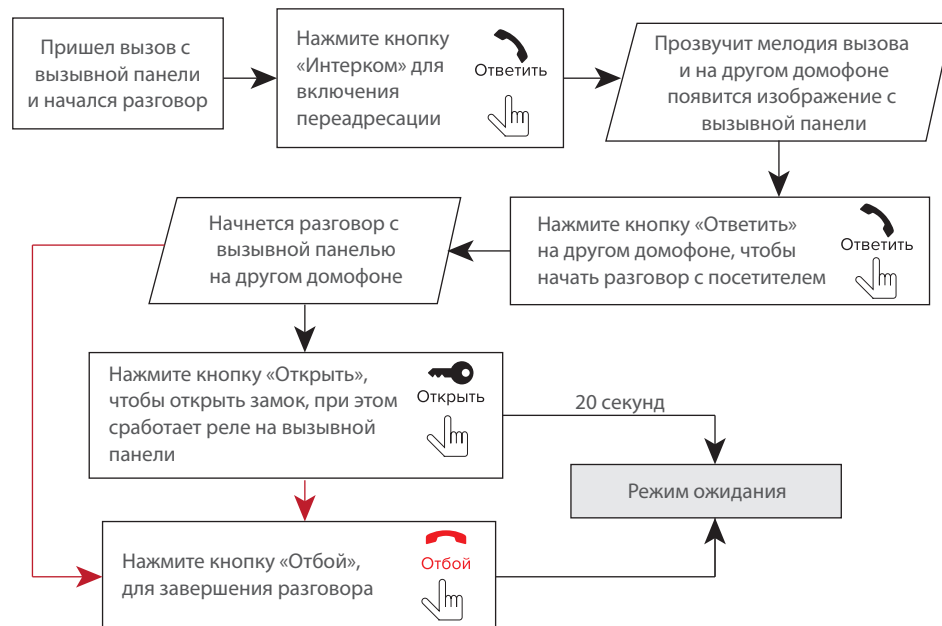 Пришел вызов с
вызывной панели
и начался разговор
Нажмите кнопку
«Интерком» для
включения
переадресации
Ответить
Прозвучит мелодия вызова
и на другом домофоне
появится изображение с
вызывной панели
Нажмите кнопку «Ответить»
на другом домофоне, чтобы
начать разговор с посетителем
Ответить
Начнется разговор с
вызывной панелью
на другом домофоне
Нажмите кнопку «Открыть»,
чтобы открыть замок, при этом
сработает реле на вызывной
панели
Открыть
20 секунд
Режим ожидания
Нажмите кнопку «Отбой»,
для завершения разговора
Отбой